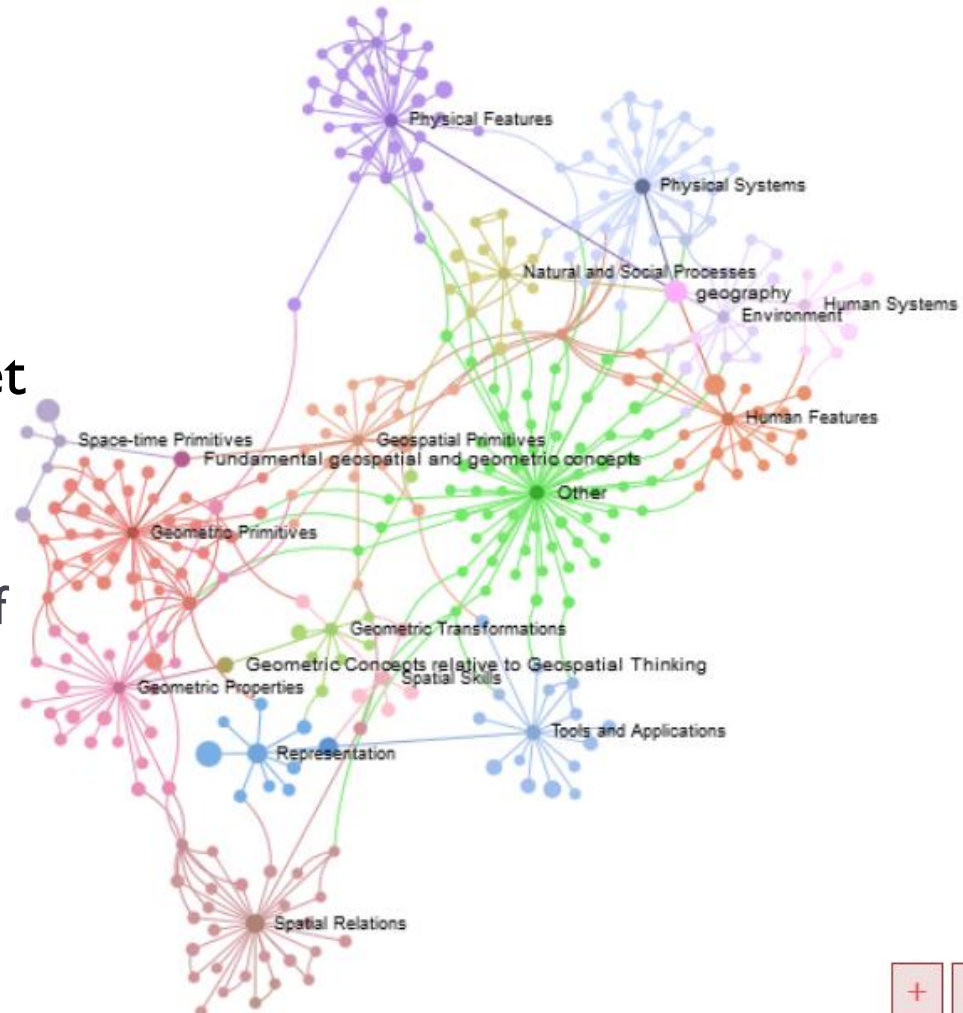 Physical Features
Physical Systems
Natural and Social Processes
geography
Human Systems
Environment
et
Human Features
Space-time Primitives
Geospatial Primitives
Fundamental geospatial and geometric concepts
Other
Geometric Primitives
f
Geometric Transformations
Geometric Concepts relative to Geospatial Thinking
Spatial Skills
Geometric Properties
Tools and Applications
Representation
Spatial Relations
+